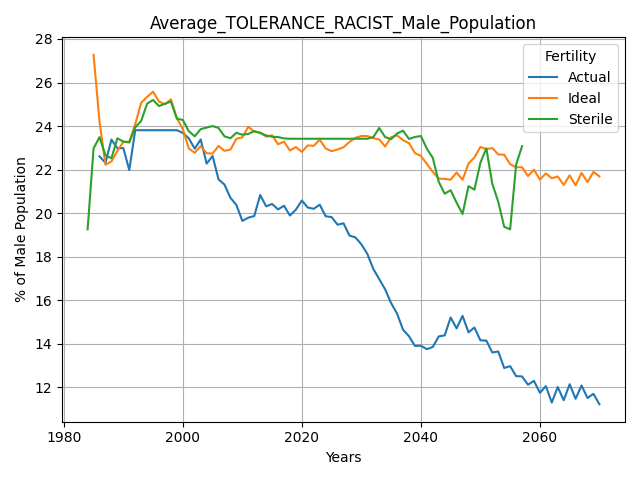 Average_TOLERANCE_RACIST_Male_Population
% of Male Population
28
26
24
22
20
18
16
14
12
1980
2000
2020
2040
2060
Years
Fertility
Actual
Ideal
Sterile